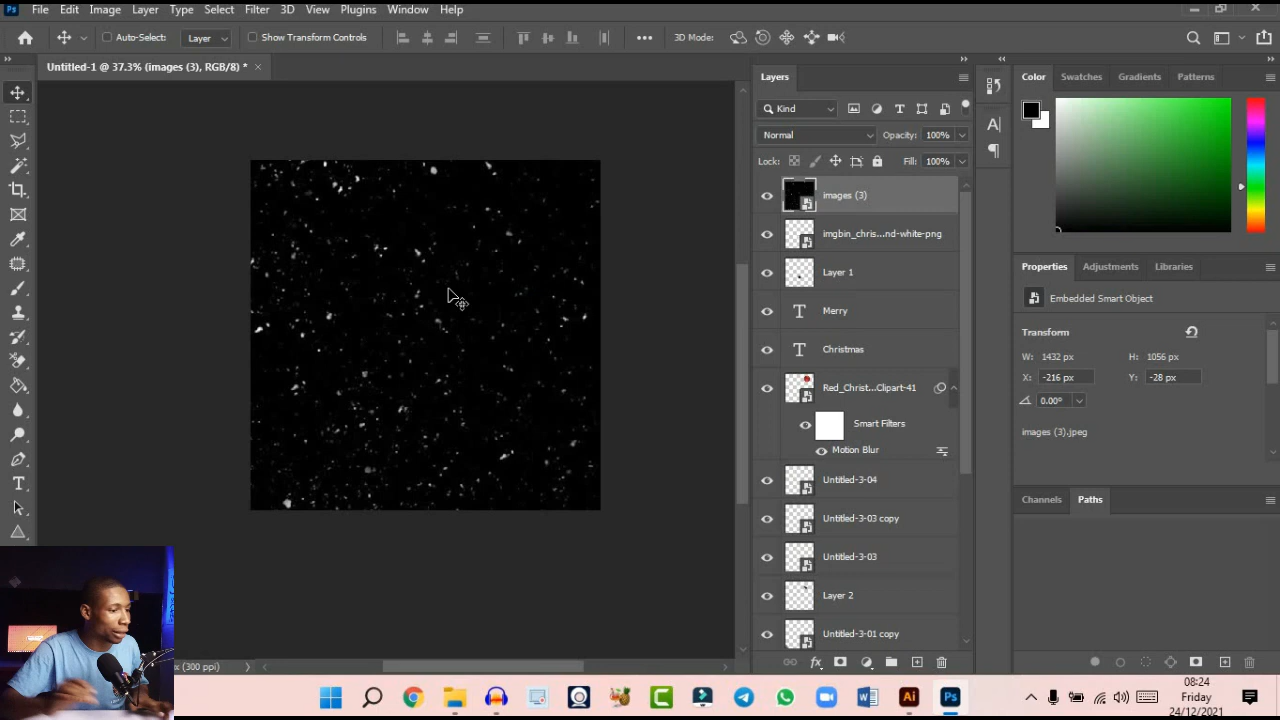 Ps File Edit Image Layer Type Select Filter 3D View Plugins Window Help
Auto-Select: Layer Show Transform Controls 3D Mode:
Untitled-1 @ 37.3% (images (3), RGB/8) *
Layers
Kind
Normal Opacity: 100%
Lock: Fill: 100%
images (3)
imgbin_chris...nd-white-png
Layer 1
T Merry
T Christmas
Red_Christ...Clipart-41
Smart Filters
Motion Blur
Untitled-3-04
Untitled-3-03 copy
Untitled-3-03
Layer 2
Untitled-3-01 copy
fx
Color Swatches Gradients Patterns
Properties Adjustments Libraries
Embedded Smart Object
Transform
W: 1432 px H: 1056 px
X: -216 px Y: -28 px
0.00°
images (3).jpeg
Channels Paths
px (300 ppi)
Ai Ps
08:24
Friday
24/12/2021